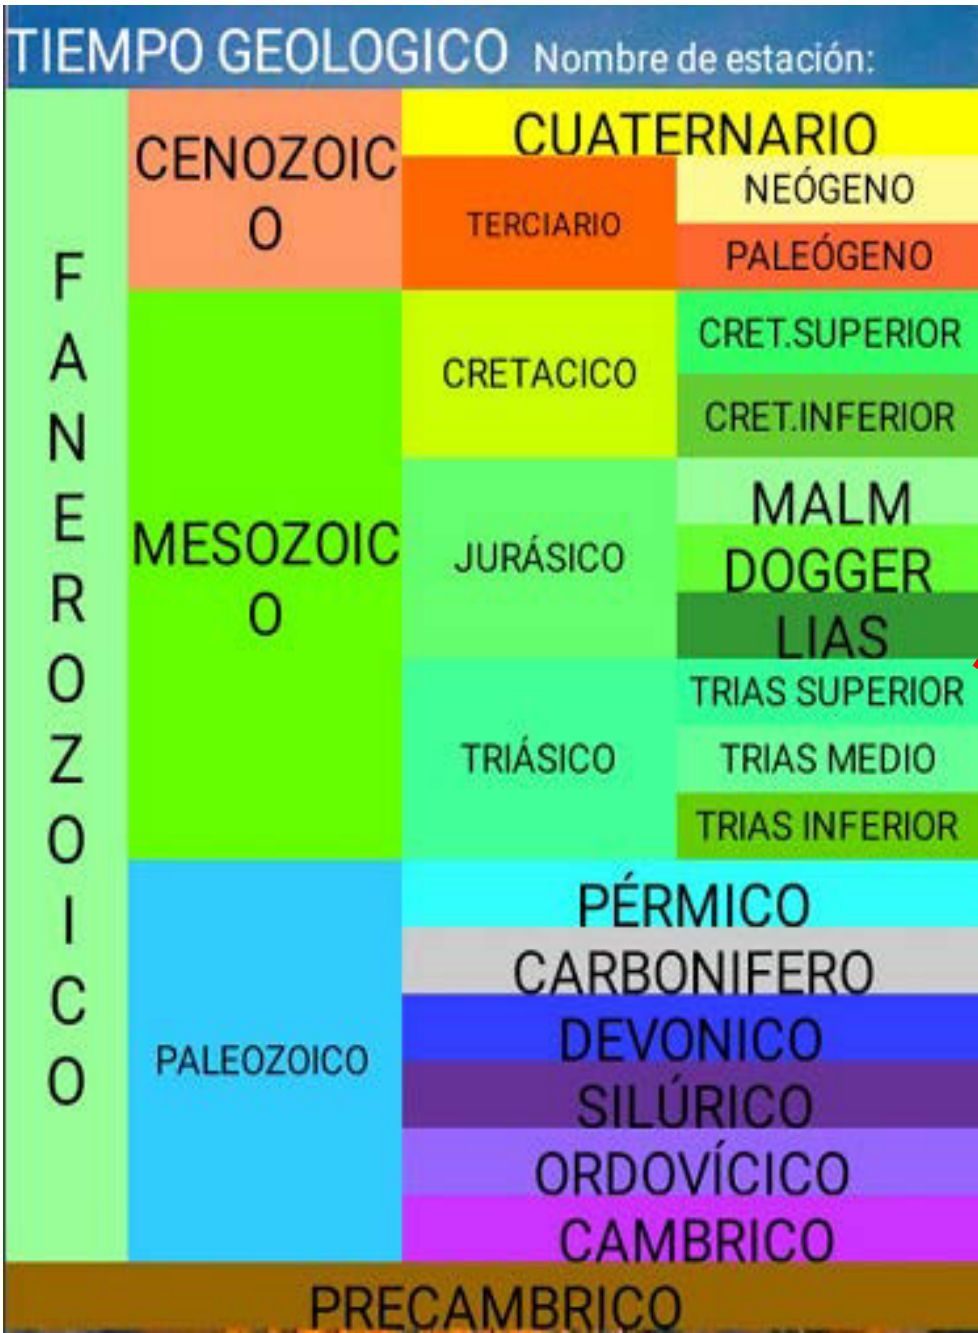 TIEMPO GEOLOGICO Nombre de estación:
F
A
N
E
R
O
Z
O
I
C
O
CENOZOIC
O
CUATERNARIO
TERCIARIO
NEÓGENO
PALEÓGENO
MESOZOIC
O
CRETACICO
CRET.SUPERIOR
CRET.INFERIOR
JURÁSICO
MALM
DOGGER
LIAS
TRIÁSICO
TRIAS SUPERIOR
TRIAS MEDIO
TRIAS INFERIOR
PALEOZOICO
PÉRMICO
CARBONIFERO
DEVONICO
SILÚRICO
ORDOVÍCICO
CAMBRICO
PRECAMBRICO